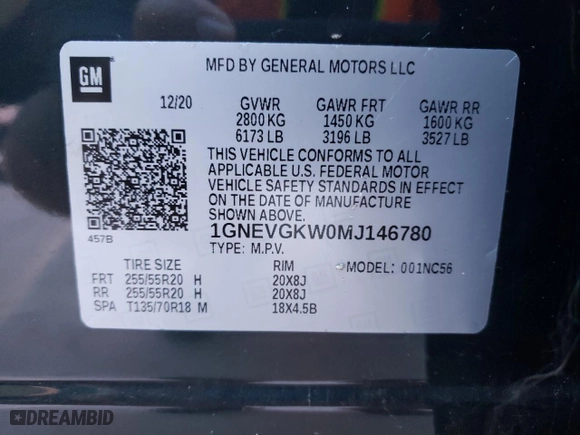 GM
MFD BY GENERAL MOTORS LLC
12/20 GVWR GAWR FRT GAWR RR
2800 KG 1450 KG 1600 KG
6173 LB 3196 LB 3527 LB
THIS VEHICLE CONFORMS TO ALL
APPLICABLE U.S. FEDERAL MOTOR
VEHICLE SAFETY STANDARDS IN EFFECT
ON THE DATE OF MANUFACTURE
SHOWN ABOVE.
457B
1GNEVGKW0MJ146780
TYPE: M.P.V.
TIRE SIZE RIM MODEL: 001NC56
FRT 255/55R20 H 20X8J
RR 255/55R20 H 20X8J
SPA T135/70R18 M 18X4.5B
DREAMBID